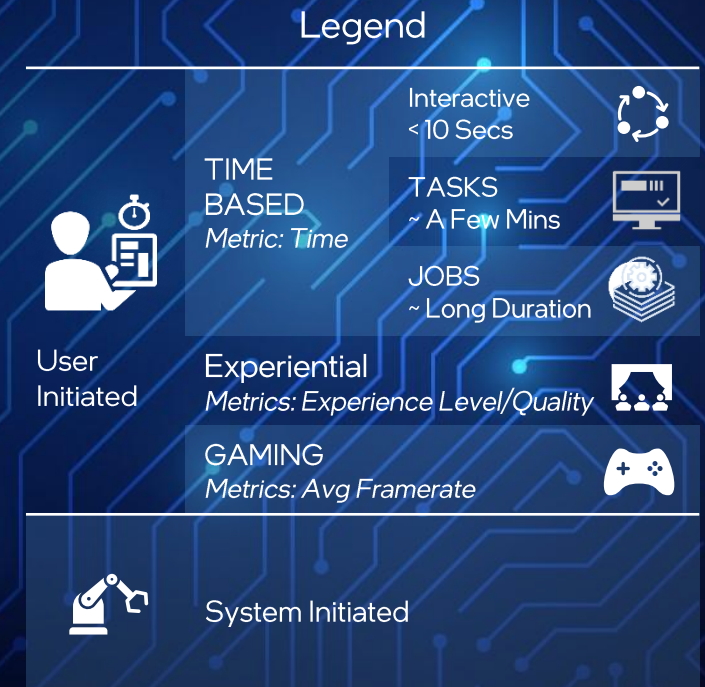 Legend
User
Initiated
TIME
BASED
Metric: Time
Interactive
< 10 Secs
TASKS
~ A Few Mins
JOBS
~ Long Duration
Experiential
Metrics: Experience Level/Quality
GAMING
Metrics: Avg Framerate
System Initiated